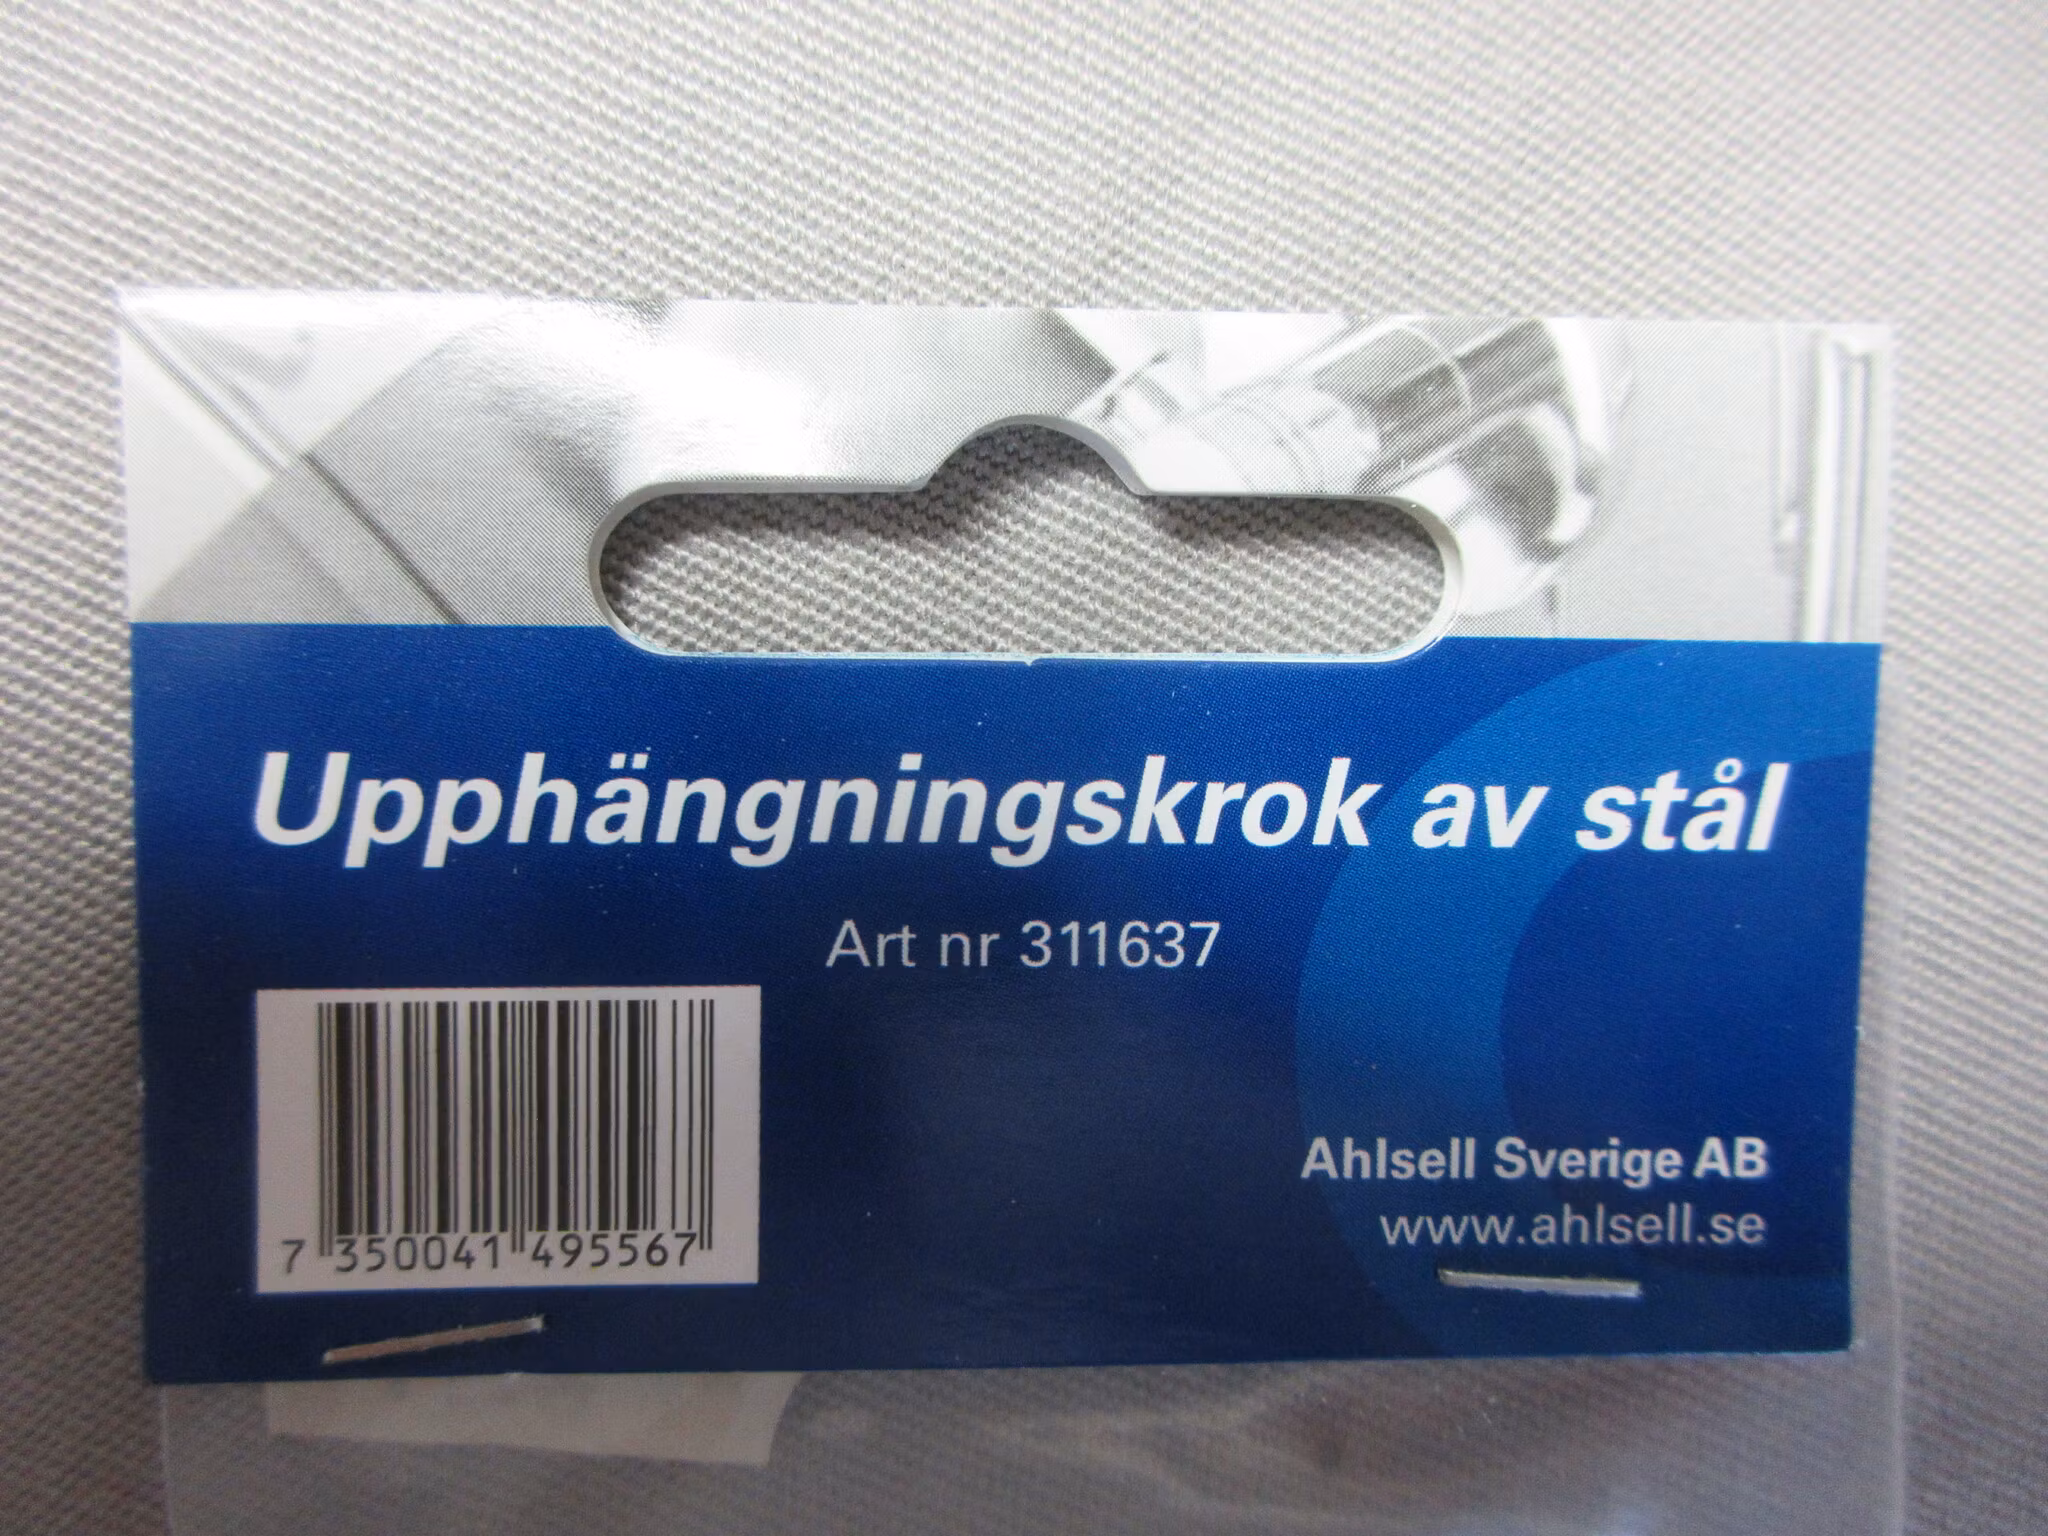 Upphängningskrok av stål
Art nr 311637
7 350041 495567
Ahlsell Sverige AB
www.ahlsell.se